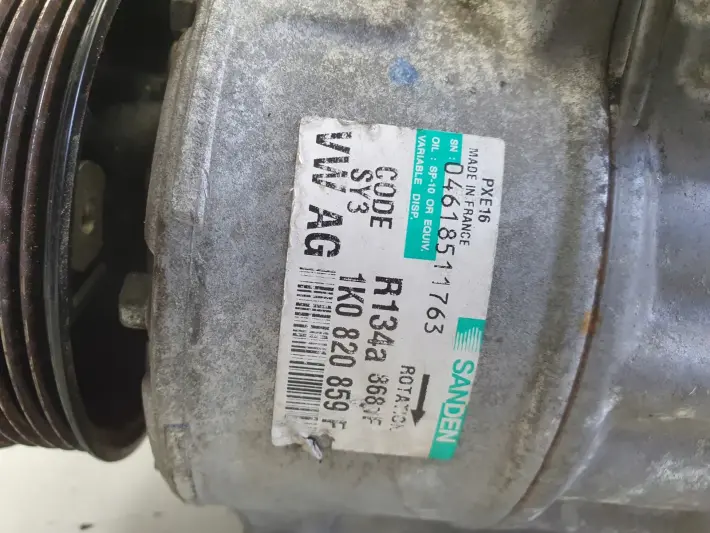 PXE16
MADE IN FRANCE
SN: 04618511763
OIL : SP-10 OR EQUIV.
VARIABLE DISP.
SANDEN
CODE R134a ROTATION
SY3
VW AG 1K0 820 859 F